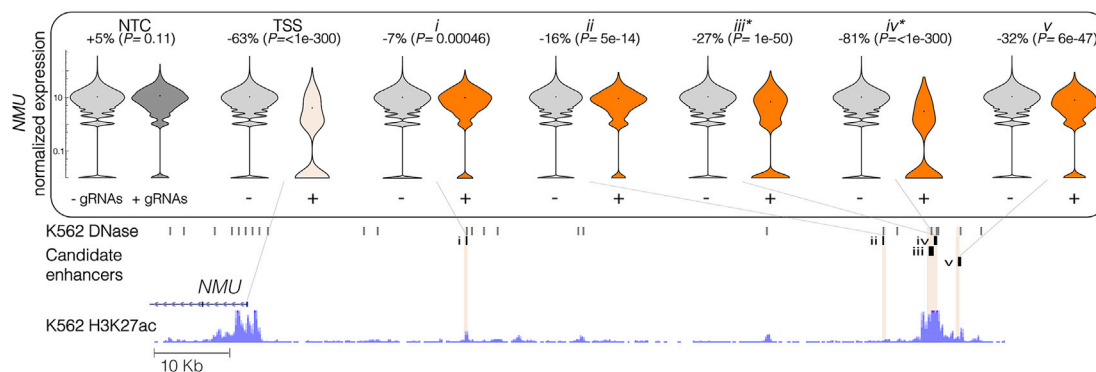 NTC TSS i ii iii* iv* v
+5% (P= 0.11) -63% (P=<1e-300) -7% (P= 0.00046) -16% (P= 5e-14) -27% (P= 1e-50) -81% (P=<1e-300) -32% (P= 6e-47)
NMU
normalized expression
10
0.1
- gRNAs + gRNAs - + - + - + - + - + - +
K562 DNase
i ii iv
Candidate
enhancers
iii
v
NMU
K562 H3K27ac
10 Kb